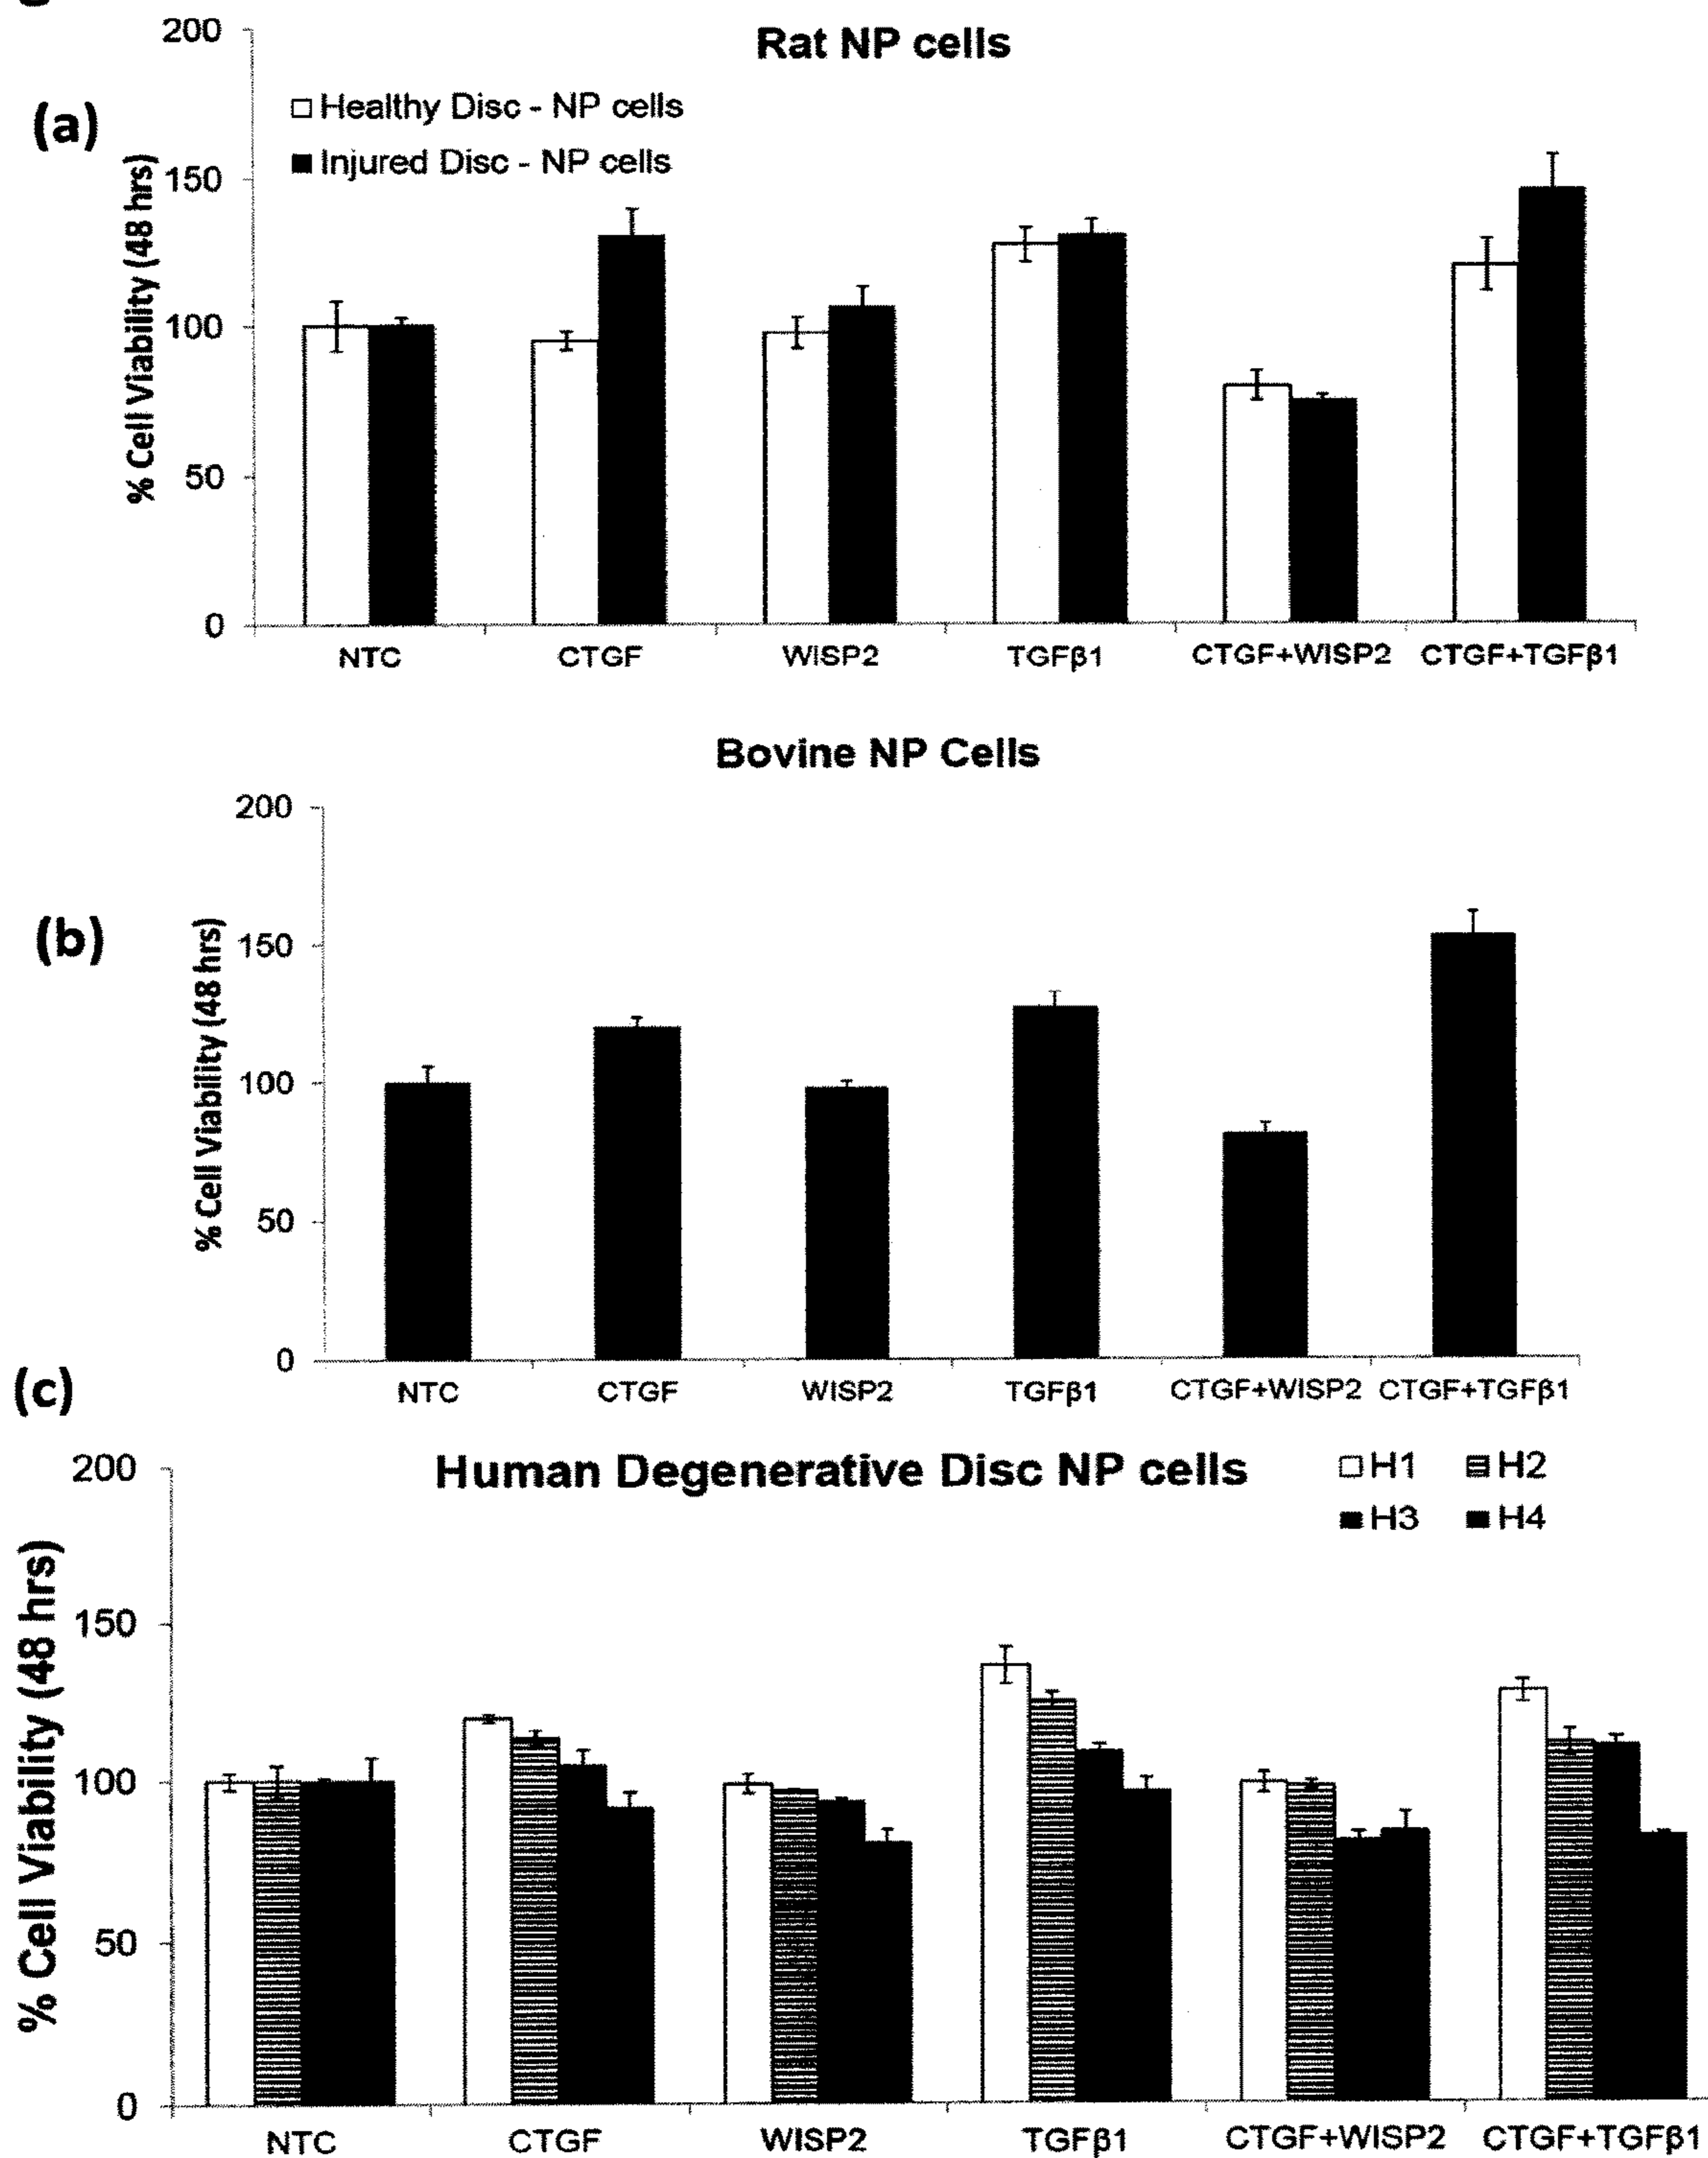 Rat NP cells
(a)
Healthy Disc - NP cells
Injured Disc - NP cells
% Cell Viability (48 hrs)
200
150
100
50
0
NTC CTGF WISP2 TGFβ1 CTGF+WISP2 CTGF+TGFβ1
Bovine NP Cells
(b)
% Cell Viability (48 hrs)
200
150
100
50
0
NTC CTGF WISP2 TGFβ1 CTGF+WISP2 CTGF+TGFβ1
(c)
Human Degenerative Disc NP cells
H1 H2
H3 H4
% Cell Viability (48 hrs)
200
150
100
50
0
NTC CTGF WISP2 TGFβ1 CTGF+WISP2 CTGF+TGFβ1